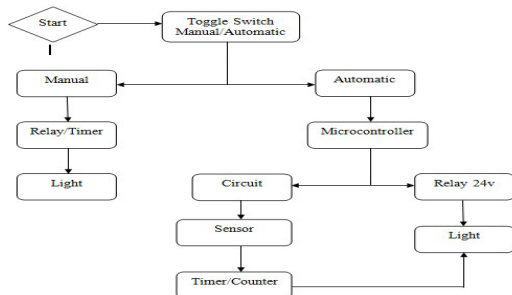 Start
Toggle Switch
Manual/Automatic
Manual
Automatic
Relay/Timer
Microcontroller
Light
Circuit
Relay 24v
Sensor
Light
Timer/Counter